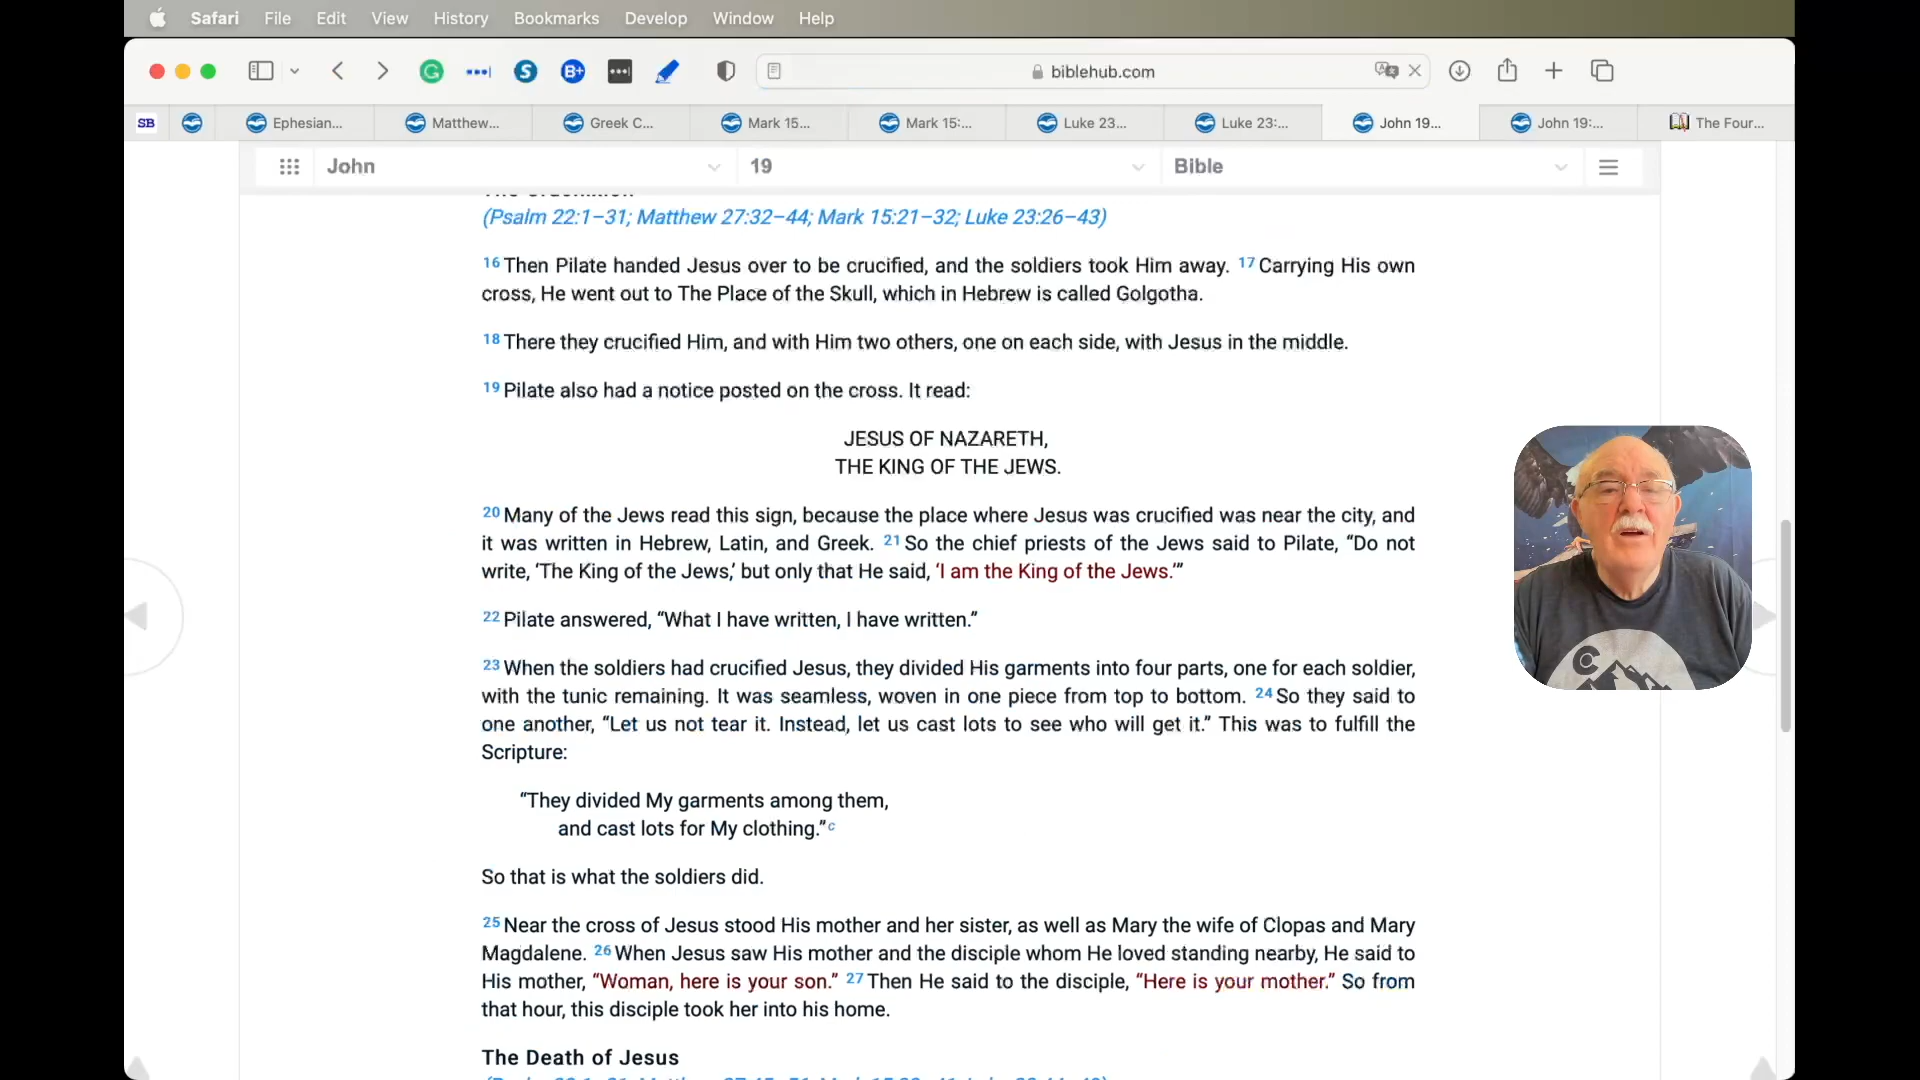 Safari File Edit View History Bookmarks Develop Window Help
biblehub.com
SB Ephesian... Matthew... Greek C... Mark 15... Mark 15:... Luke 23... Luke 23:... John 19... John 19:... The Four...
John 19 Bible
(Psalm 22:1–31; Matthew 27:32–44; Mark 15:21–32; Luke 23:26–43)
16 Then Pilate handed Jesus over to be crucified, and the soldiers took Him away. 17 Carrying His own
cross, He went out to The Place of the Skull, which in Hebrew is called Golgotha.
18 There they crucified Him, and with Him two others, one on each side, with Jesus in the middle.
19 Pilate also had a notice posted on the cross. It read:
JESUS OF NAZARETH,
THE KING OF THE JEWS.
20 Many of the Jews read this sign, because the place where Jesus was crucified was near the city, and
it was written in Hebrew, Latin, and Greek. 21 So the chief priests of the Jews said to Pilate, “Do not
write, ‘The King of the Jews,’ but only that He said, ‘I am the King of the Jews.’”
22 Pilate answered, “What I have written, I have written.”
23 When the soldiers had crucified Jesus, they divided His garments into four parts, one for each soldier,
with the tunic remaining. It was seamless, woven in one piece from top to bottom. 24 So they said to
one another, “Let us not tear it. Instead, let us cast lots to see who will get it.” This was to fulfill the
Scripture:
“They divided My garments among them,
and cast lots for My clothing.” c
So that is what the soldiers did.
25 Near the cross of Jesus stood His mother and her sister, as well as Mary the wife of Clopas and Mary
Magdalene. 26 When Jesus saw His mother and the disciple whom He loved standing nearby, He said to
His mother, “Woman, here is your son.” 27 Then He said to the disciple, “Here is your mother.” So from
that hour, this disciple took her into his home.
The Death of Jesus